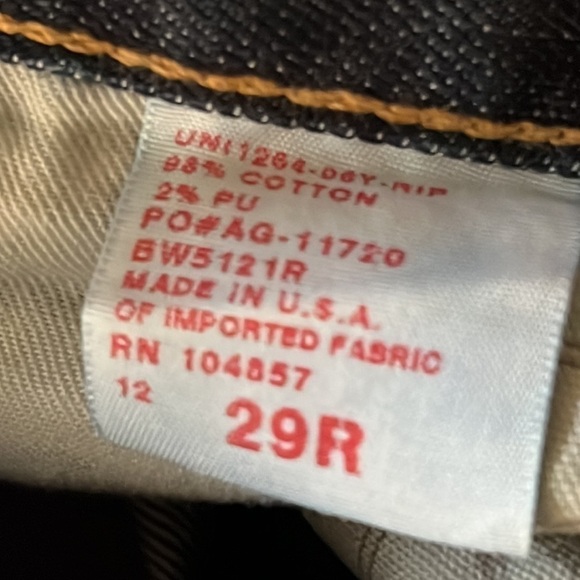 98% COTTON
2% PU
PO#AG-11720
BW5121R
MADE IN U.S.A.
OF IMPORTED FABRIC
RN 104857
12
29R